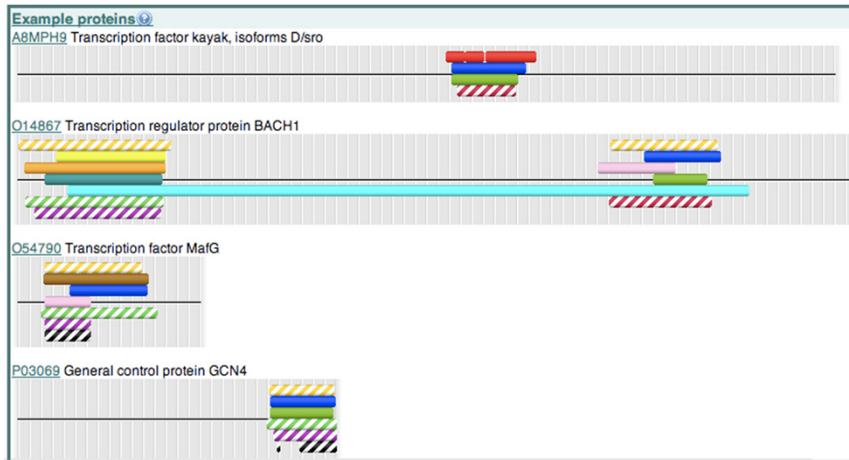 Example proteins
A8MPH9 Transcription factor kayak, isoforms D/sro
O14867 Transcription regulator protein BACH1
O54790 Transcription factor MafG
P03069 General control protein GCN4